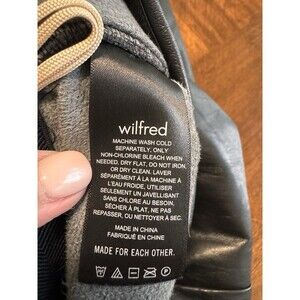 wilfred
MACHINE WASH COLD
SEPARATELY, ONLY
NON-CHLORINE BLEACH WHEN
NEEDED, DRY FLAT, DO NOT IRON,
OR DRY CLEAN. LAVER
SÉPARÉMENT À LA MACHINE À
L'EAU FROIDE, UTILISER
SEULEMENT UN JAVELLISANT
SANS CHLORE AU BESOIN,
SÉCHER À PLAT, NE PAS
REPASSER, OU NETTOYER À SEC.
MADE IN CHINA
FABRIQUÉ EN CHINE
MADE FOR EACH OTHER.